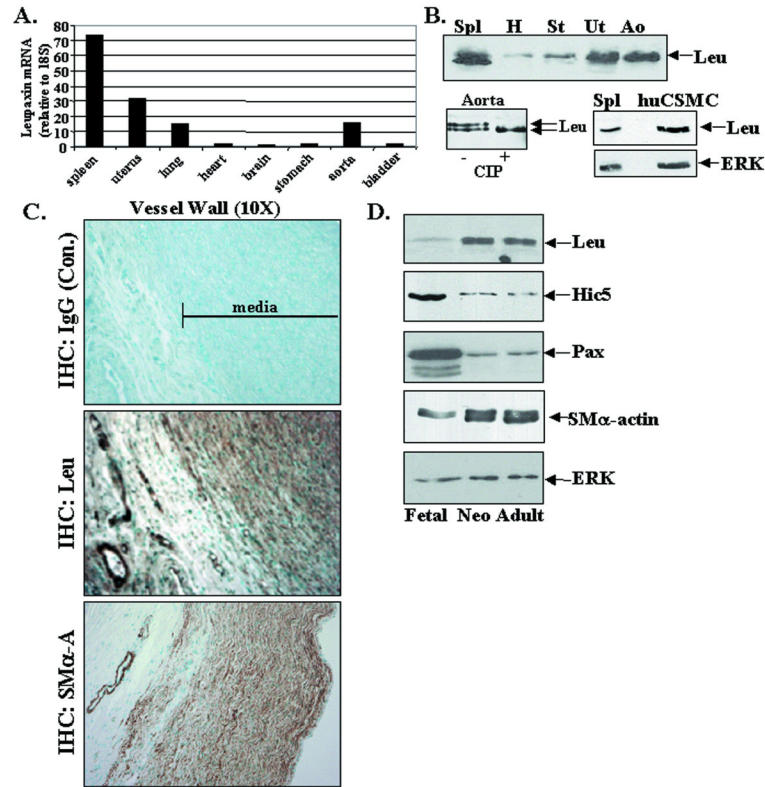 A.
Leupaxin mRNA
(relative to 18S)
80
70
60
50
40
30
20
10
0
spleen
uterus
lung
heart
brain
stomach
aorta
bladder
B.
Spl H St Ut Ao
Leu
Aorta
Leu
- +
CIP
Spl huCSMC
Leu
ERK
C.
Vessel Wall (10X)
IHC: IgG (Con.)
media
IHC: Leu
IHC: SMα-A
D.
Leu
Hic5
Pax
SMα-actin
ERK
Fetal Neo Adult